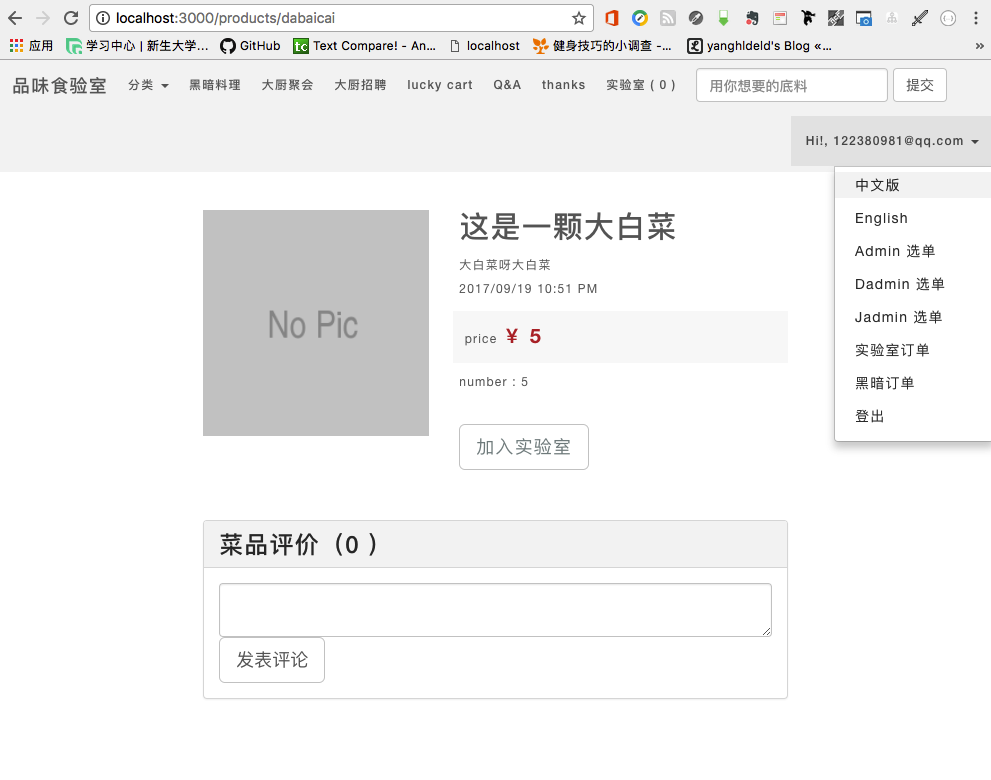 localhost:3000/products/dabaicai
应用 学习中心 | 新生大学... GitHub Text Compare! - An... localhost 健身技巧的小调查 -... yanghldeld's Blog «... »
品味食验室 分类 黑暗料理 大厨聚会 大厨招聘 lucky cart Q&A thanks 实验室 ( 0 ) 用你想要的底料 提交
Hi!, 122380981@qq.com
中文版
English
Admin 选单
Dadmin 选单
Jadmin 选单
实验室订单
黑暗订单
登出
No Pic
这是一颗大白菜
大白菜呀大白菜
2017/09/19 10:51 PM
price ¥ 5
number : 5
加入实验室
菜品评价（0 ）
发表评论